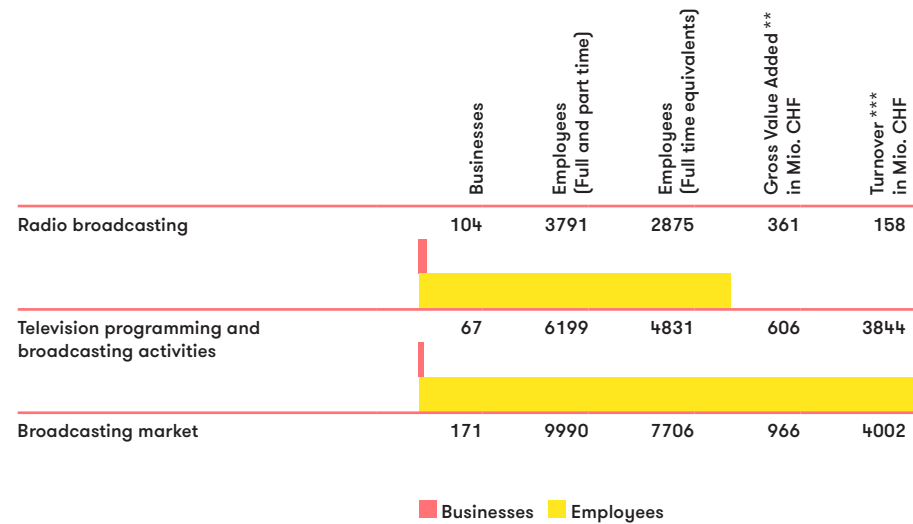 Businesses
Employees
(Full and part time)
Employees
(Full time equivalents)
Gross Value Added **
in Mio. CHF
Turnover ***
in Mio. CHF
Radio broadcasting 104 3791 2875 361 158
Television programming and 67 6199 4831 606 3844
broadcasting activities
Broadcasting market 171 9990 7706 966 4002
Businesses Employees